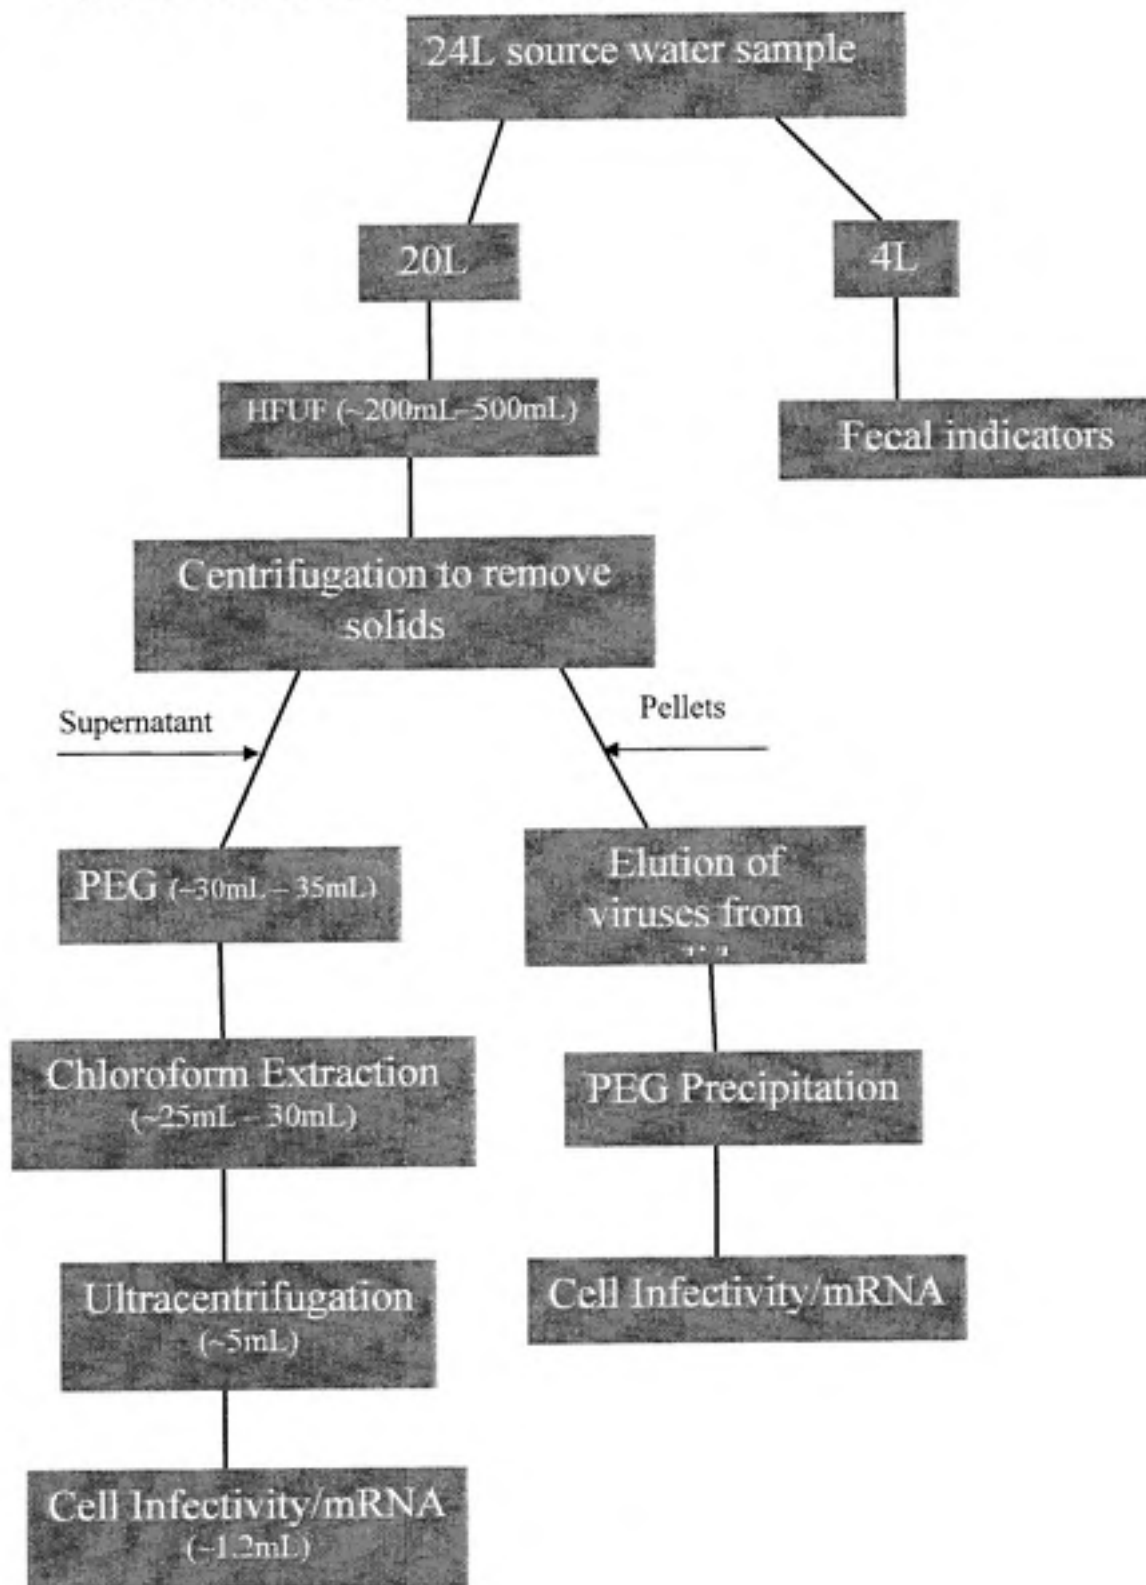 24L source water sample
20L
4L
HFUF (~200mL–500mL)
Fecal indicators
Centrifugation to remove
solids
Supernatant
Pellets
PEG (~30mL – 35mL)
Elution of
viruses from
Chloroform Extraction
(~25mL – 30mL)
PEG Precipitation
Ultracentrifugation
(~5mL)
Cell Infectivity/mRNA
Cell Infectivity/mRNA
(~1.2mL)